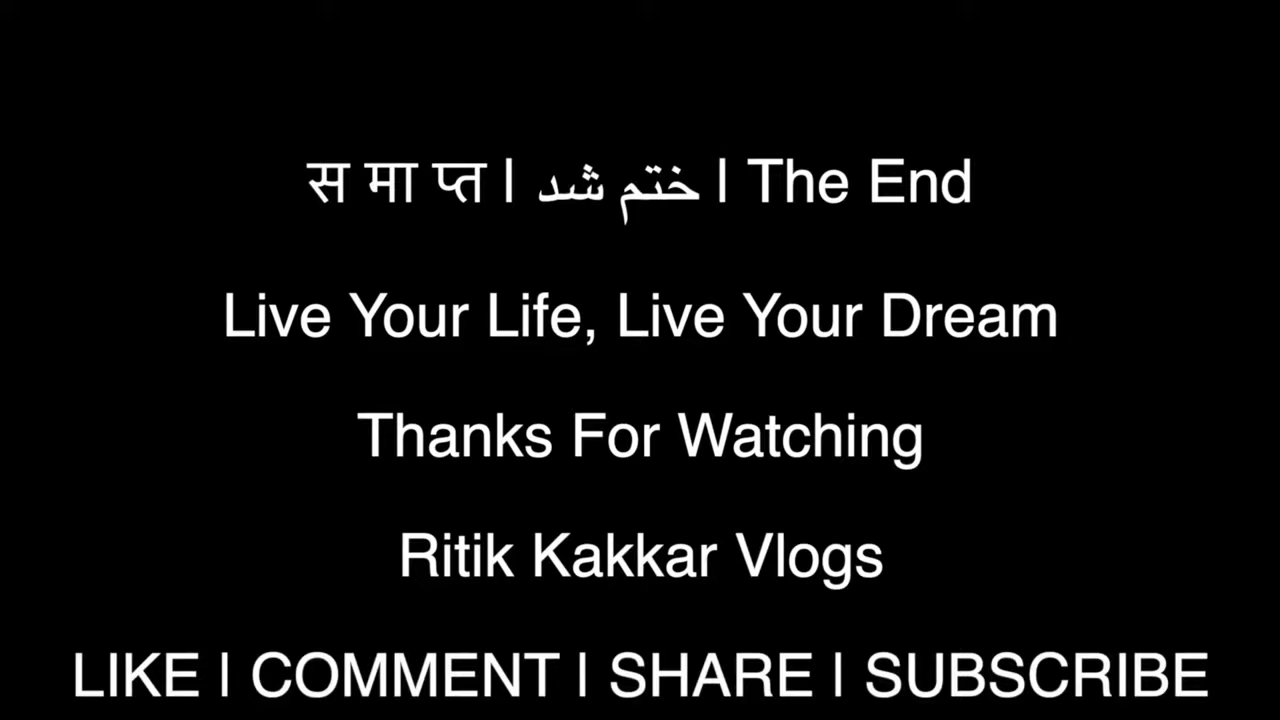 स मा प्त | ختم شد | The End
Live Your Life, Live Your Dream
Thanks For Watching
Ritik Kakkar Vlogs
LIKE | COMMENT | SHARE | SUBSCRIBE